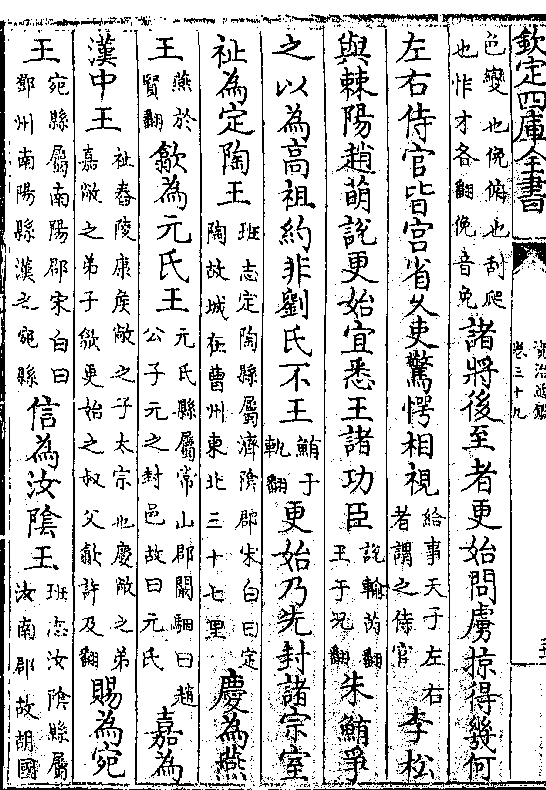 欽定四庫全書
資治通鑑
卷三十九
色變也俛俯也刮爬也怍才各翻俛音免諸將後至者更始問虜掠得幾何
左右侍官皆宮省久吏驚愕相視給事天子左右者謂之侍官李松
與棘陽趙萌說更始宜悉王諸功臣說輸芮翻王于況翻朱鮪爭
之以為高祖約非劉氏不王鮪于軌翻更始乃先封諸宗室
祉為定陶王班志定陶縣屬濟陰郡宋白曰定陶故城在曹州東北三十七里慶為燕
王燕於賢翻歙為元氏王元氏縣屬常山郡闞駰曰趙公子元之封邑故曰元氏嘉為
漢中王祉舂陵康侯敞之子太宗也慶敞之弟嘉敞之弟子歙更始之叔父歙許及翻賜為宛
王宛縣屬南陽郡宋白曰鄧州南陽縣漢之宛縣信為汝陰王班志汝陰縣屬汝南郡故胡國